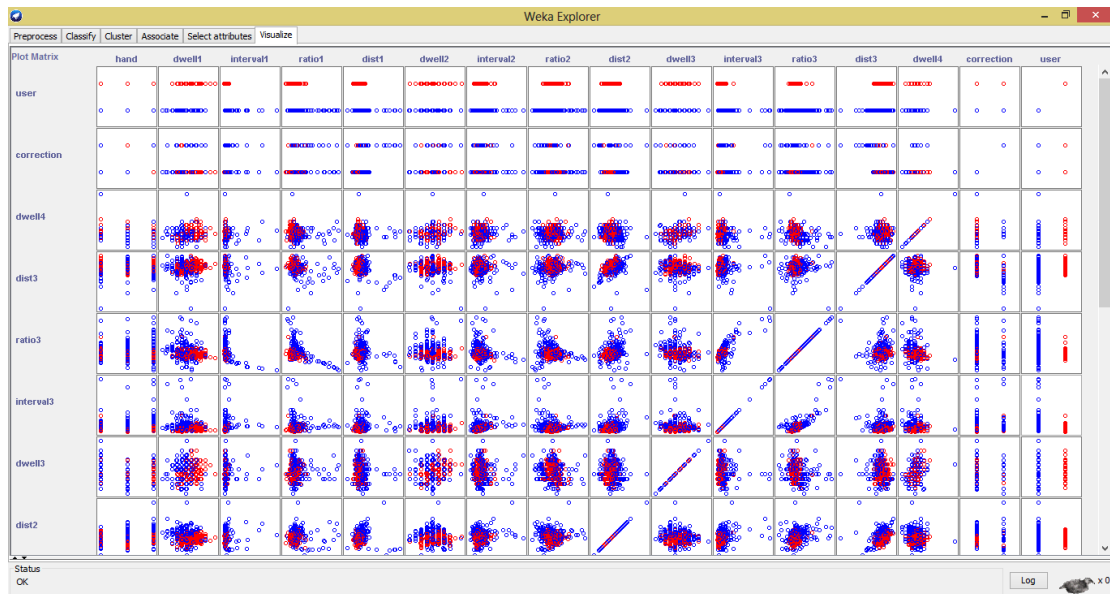 Weka Explorer
Preprocess Classify Cluster Associate Select attributes Visualize
Plot Matrix hand dwell1 interval1 ratio1 dist1 dwell2 interval2 ratio2 dist2 dwell3 interval3 ratio3 dist3 dwell4 correction user
user
correction
dwell4
dist3
ratio3
interval3
dwell3
dist2
Status
OK
Log
x 0